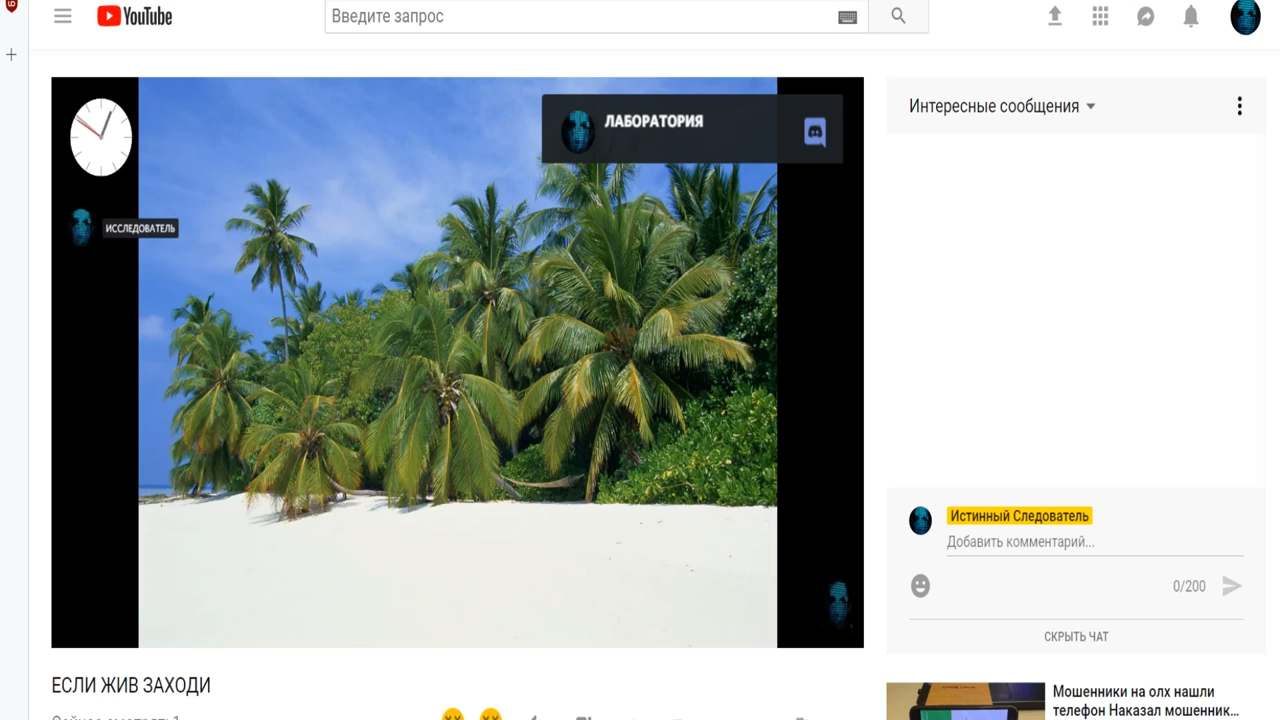 YouTube
Введите запрос
ЛАБОРАТОРИЯ
ИССЛЕДОВАТЕЛЬ
Интересные сообщения
Истинный Следователь
Добавить комментарий...
0/200
СКРЫТЬ ЧАТ
ЕСЛИ ЖИВ ЗАХОДИ
Мошенники на олх нашли
телефон Наказал мошенник...